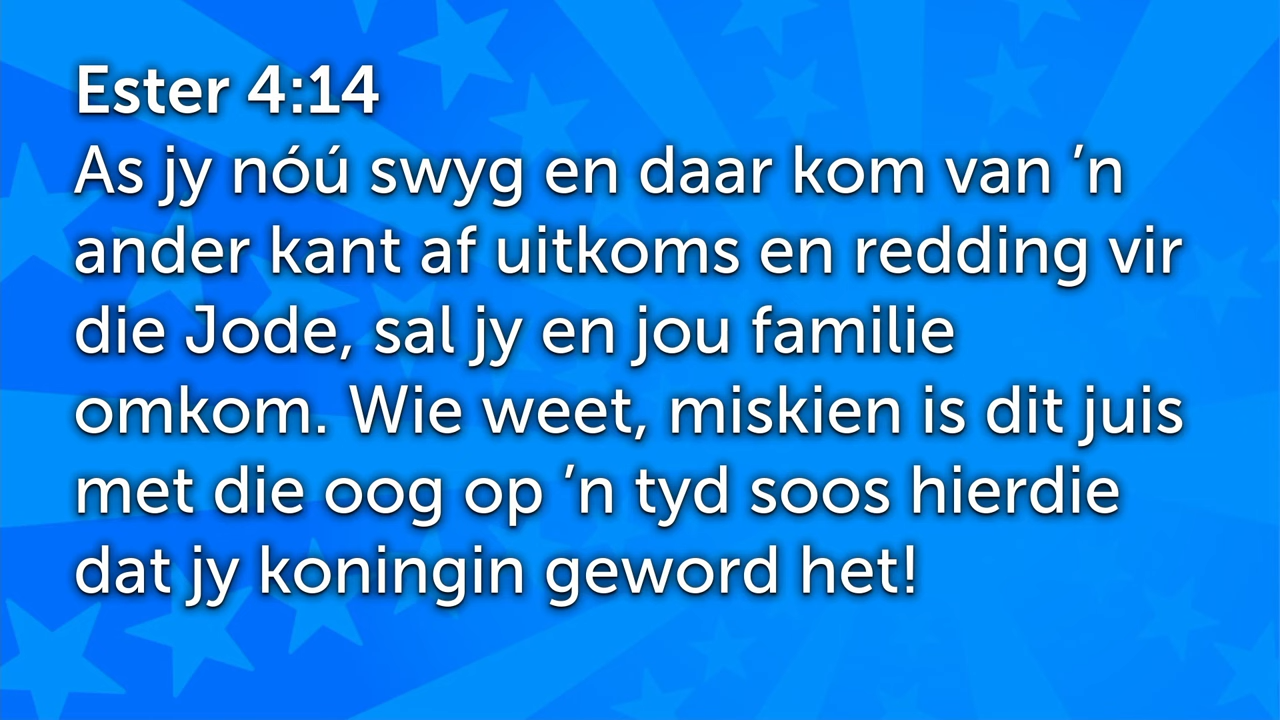 Ester 4:14
As jy nóú swyg en daar kom van ’n
ander kant af uitkoms en redding vir
die Jode, sal jy en jou familie
omkom. Wie weet, miskien is dit juis
met die oog op ’n tyd soos hierdie
dat jy koningin geword het!